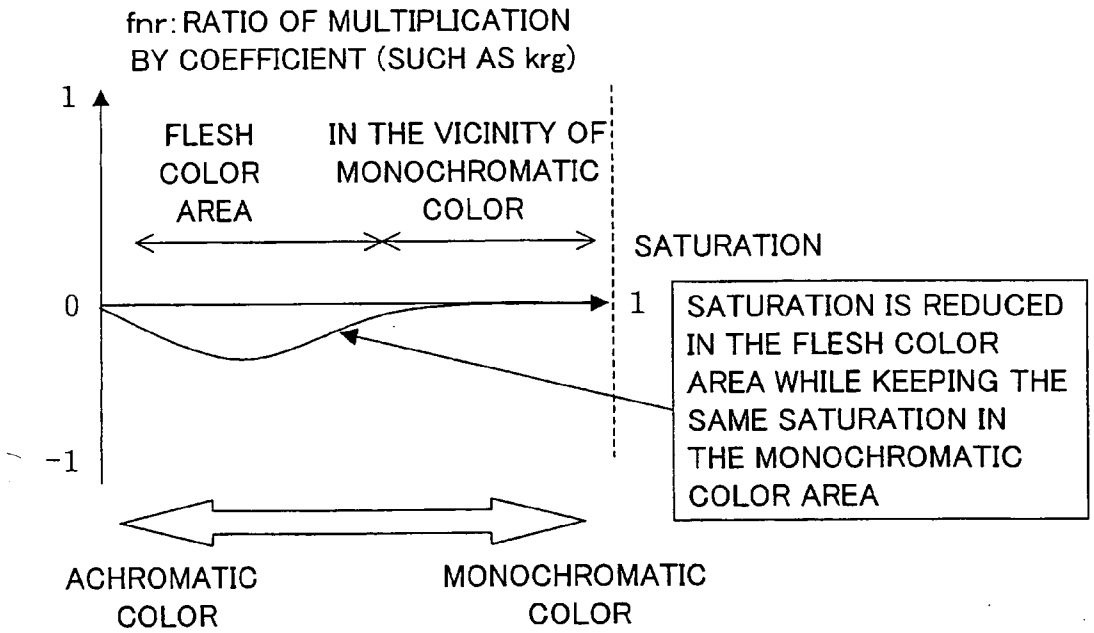 fnr: RATIO OF MULTIPLICATION
BY COEFFICIENT (SUCH AS krg)
1
FLESH
COLOR
AREA
IN THE VICINITY OF
MONOCHROMATIC
COLOR
SATURATION
0
1
SATURATION IS REDUCED
IN THE FLESH COLOR
AREA WHILE KEEPING THE
SAME SATURATION IN
THE MONOCHROMATIC
COLOR AREA
-1
ACHROMATIC
COLOR
MONOCHROMATIC
COLOR